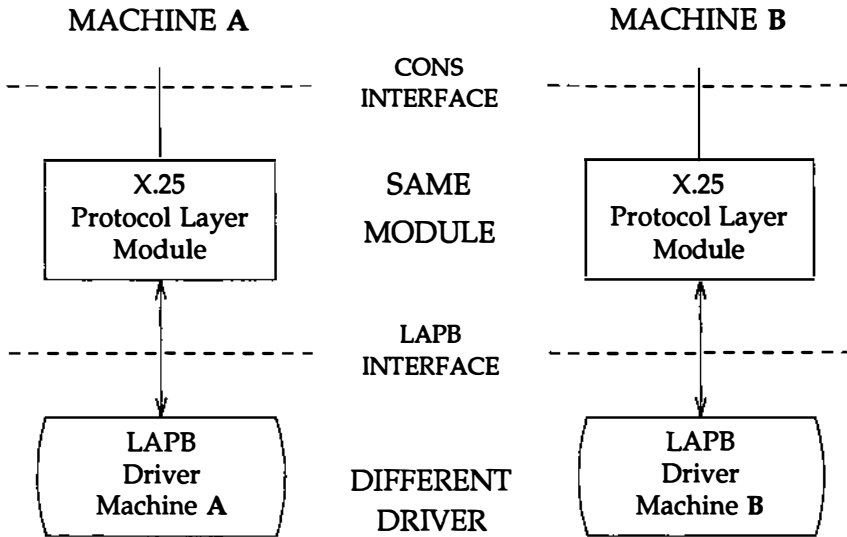 MACHINE A
MACHINE B
CONS
INTERFACE
X.25
Protocol Layer
Module
SAME
MODULE
X.25
Protocol Layer
Module
LAPB
INTERFACE
LAPB
Driver
Machine A
DIFFERENT
DRIVER
LAPB
Driver
Machine B